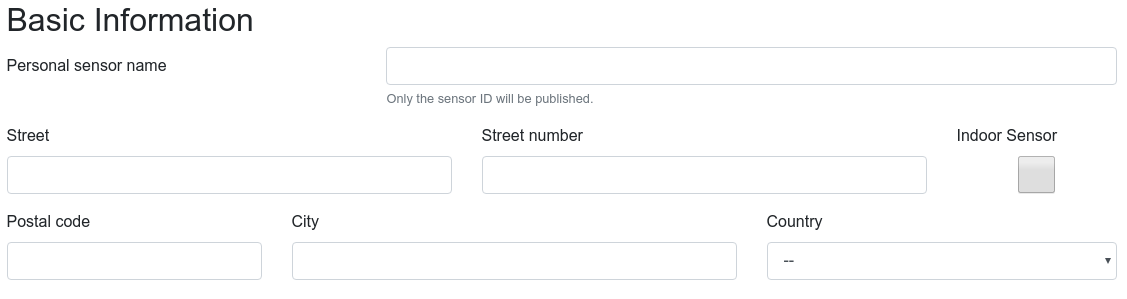 Basic Information
Personal sensor name
Only the sensor ID will be published.
Street Street number Indoor Sensor
Postal code City Country
--